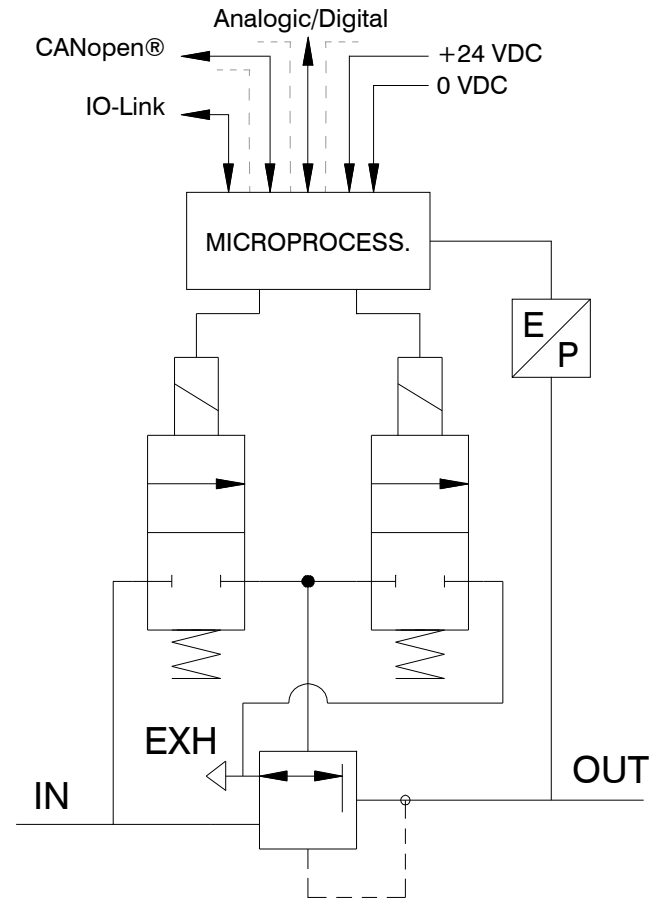 Analogic/Digital
CANopen®
+24 VDC
0 VDC
IO-Link
MICROPROCESS.
E
P
EXH
OUT
IN